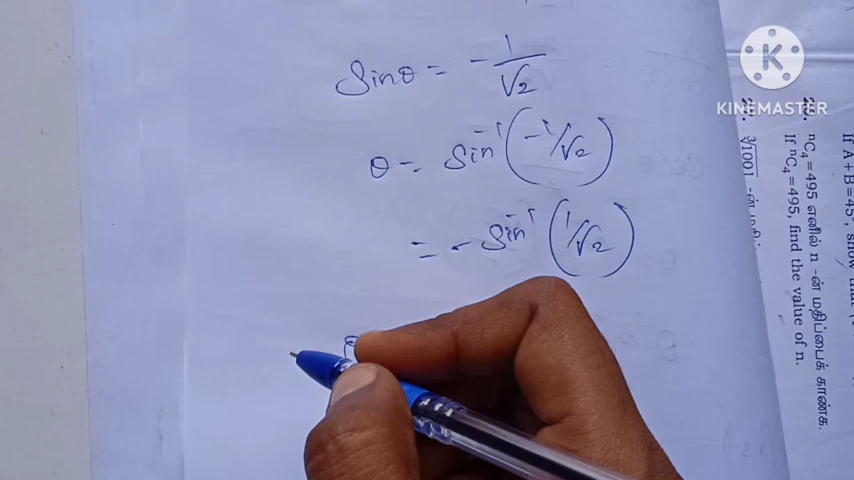 Sinθ = -1/√2
θ = Sin⁻¹(-1/√2)
= -Sin⁻¹(1/√2)
KINEMASTER
If A+B=45°, show that
ⁿC₄=495 எனில் n -ன் மதிப்பைக் காண்க.
If ⁿC₄=495, find the value of n.
∛1001 -ன்